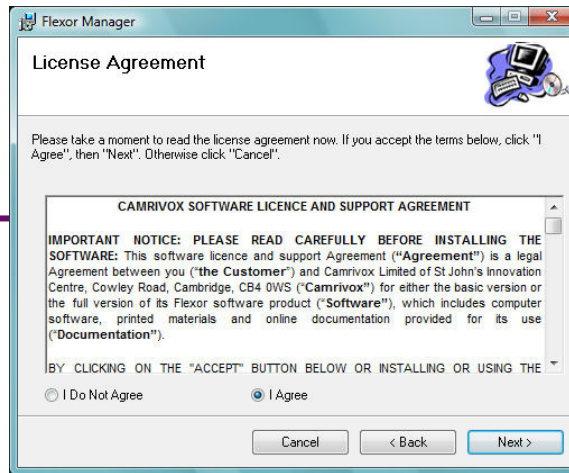 Flexor Manager
License Agreement
Please take a moment to read the license agreement now. If you accept the terms below, click "I
Agree", then "Next". Otherwise click "Cancel".
CAMRIVOX SOFTWARE LICENCE AND SUPPORT AGREEMENT
IMPORTANT NOTICE: PLEASE READ CAREFULLY BEFORE INSTALLING THE
SOFTWARE: This software licence and support Agreement ("Agreement") is a legal
Agreement between you ("the Customer") and Camrivox Limited of St John's Innovation
Centre, Cowley Road, Cambridge, CB4 0WS ("Camrivox") for either the basic version or
the full version of its Flexor software product ("Software"), which includes computer
software, printed materials and online documentation provided for its use
("Documentation").
BY CLICKING ON THE "ACCEPT" BUTTON BELOW OR INSTALLING OR USING THE
I Do Not Agree
I Agree
Cancel
< Back
Next >